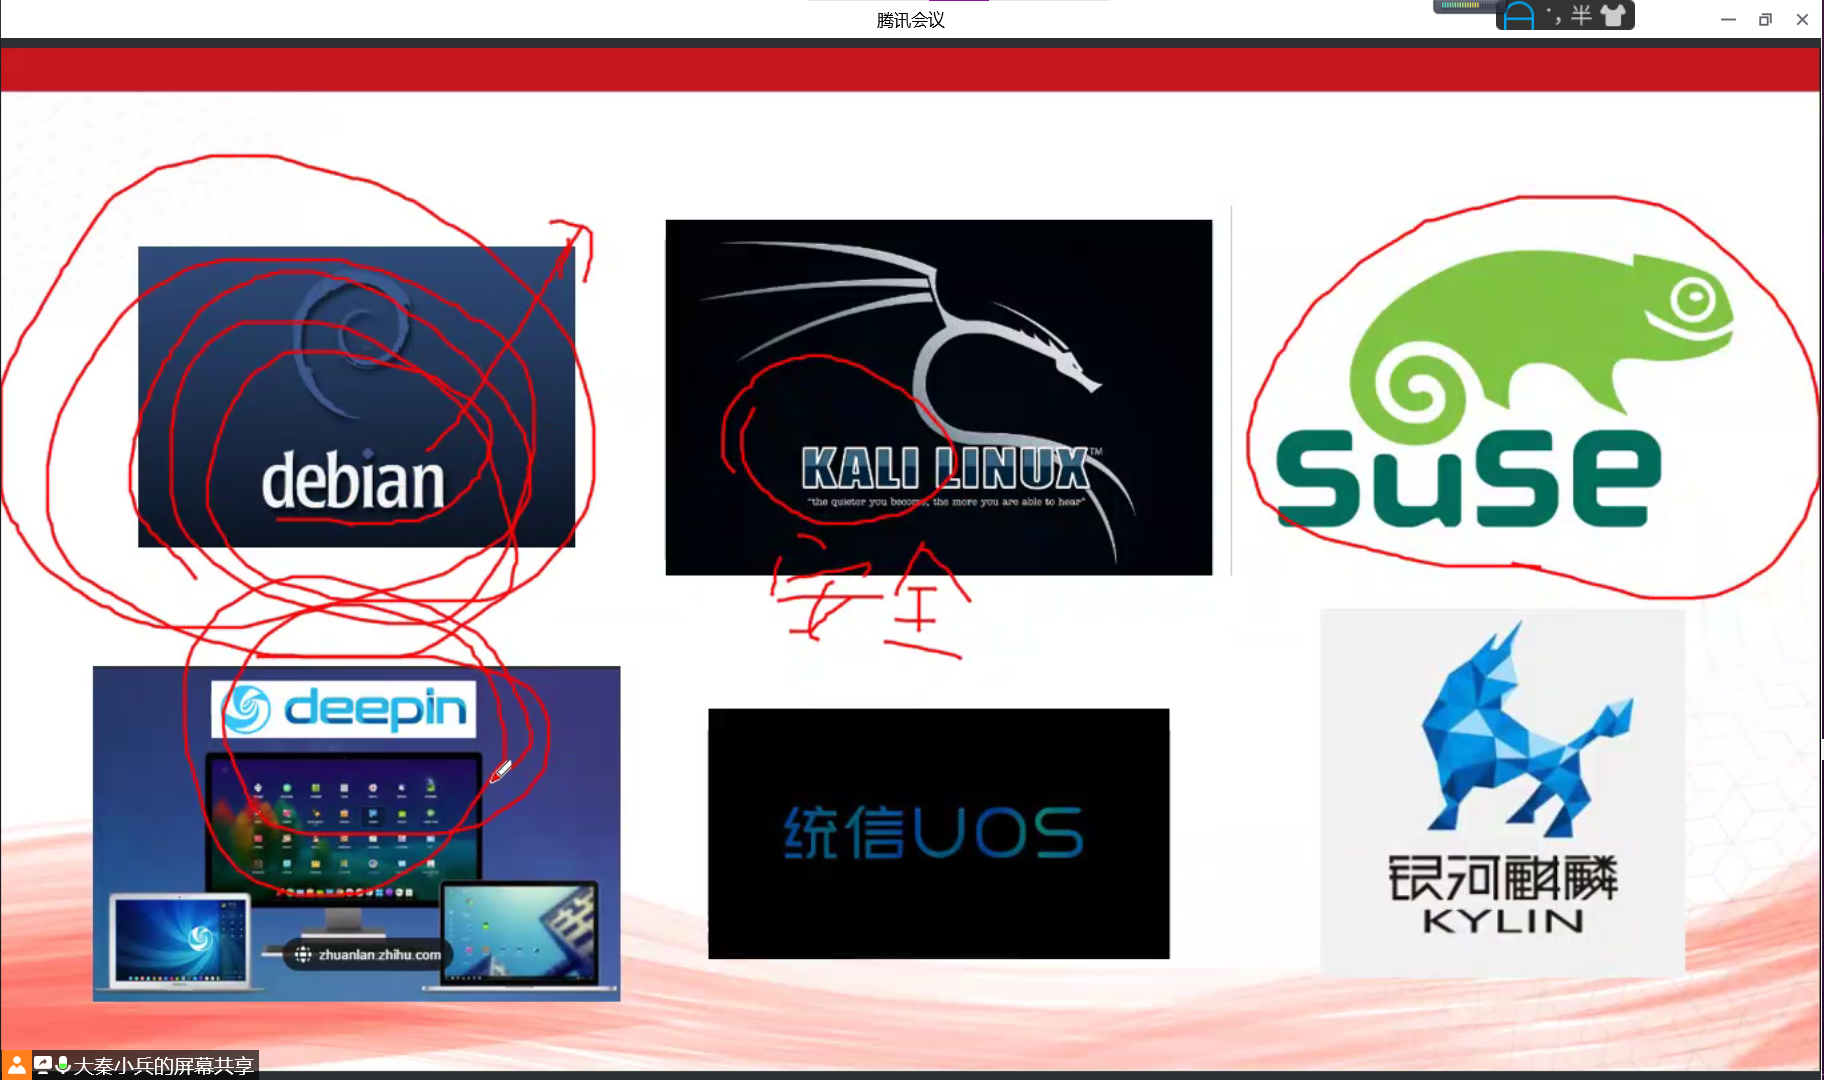 腾讯会议
半
debian
KALI LINUX™
"the quieter you become, the more you are able to hear"
suse
安全
deepin
zhuanlan.zhihu.com
统信UOS
银河麒麟
KYLIN
大秦小兵的屏幕共享